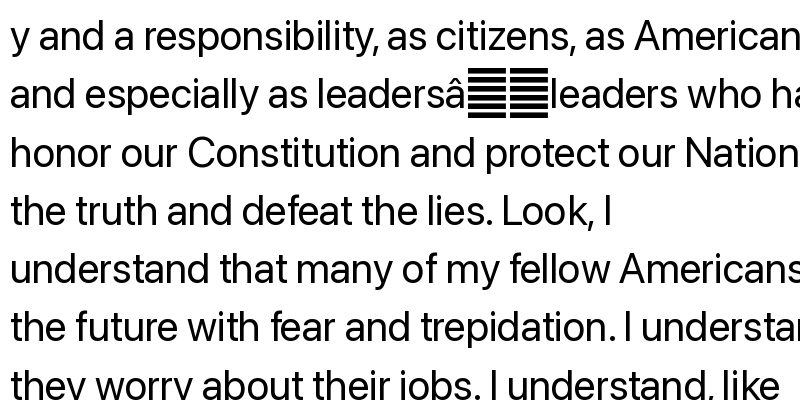 y and a responsibility, as citizens, as American
and especially as leadersâ leaders who ha
honor our Constitution and protect our Nation
the truth and defeat the lies. Look, I
understand that many of my fellow Americans
the future with fear and trepidation. I understa
they worry about their jobs. I understand, like